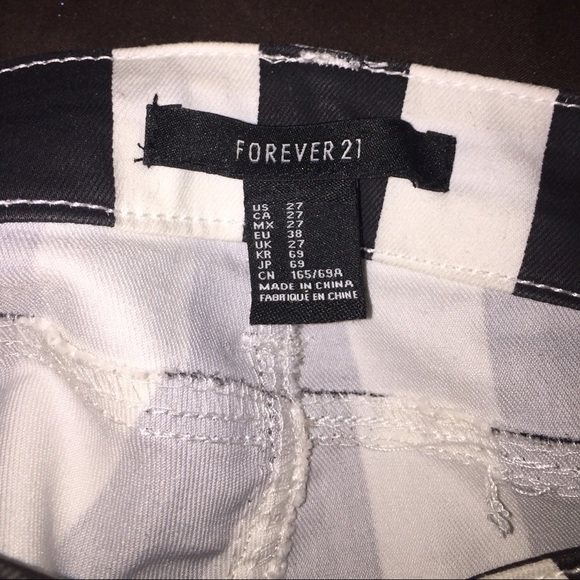 FOREVER 21
US 27
CA 27
MX 27
EU 38
UK 27
KR 69
JP 69
CN 165/69A
MADE IN CHINA
FABRIQUÉ EN CHINE